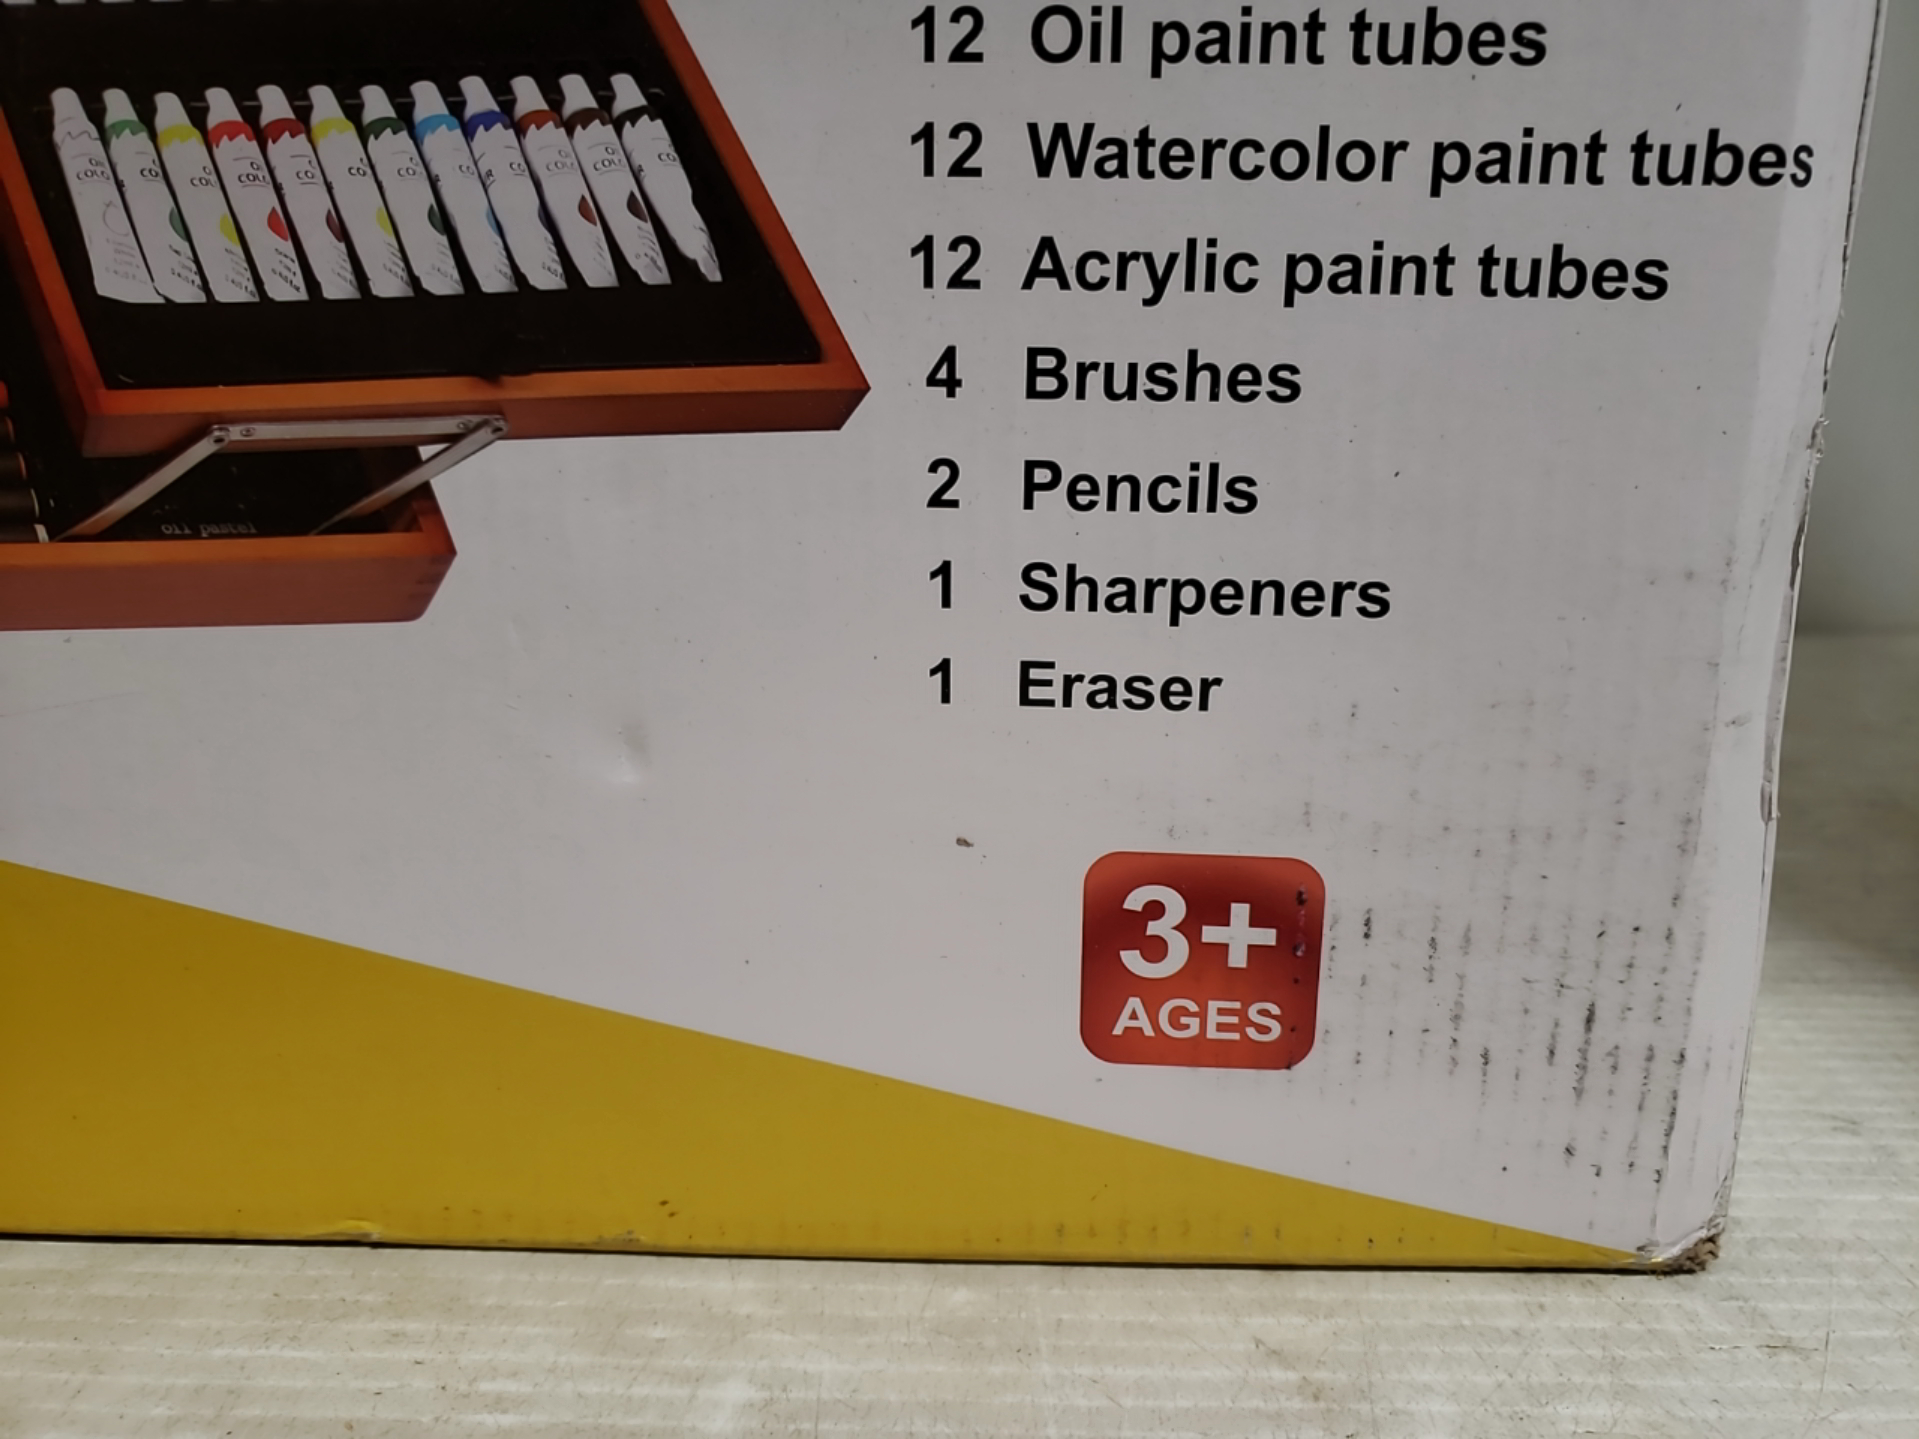 12 Oil paint tubes
12 Watercolor paint tubes
12 Acrylic paint tubes
4 Brushes
2 Pencils
1 Sharpeners
1 Eraser
oil pastel
3+
AGES